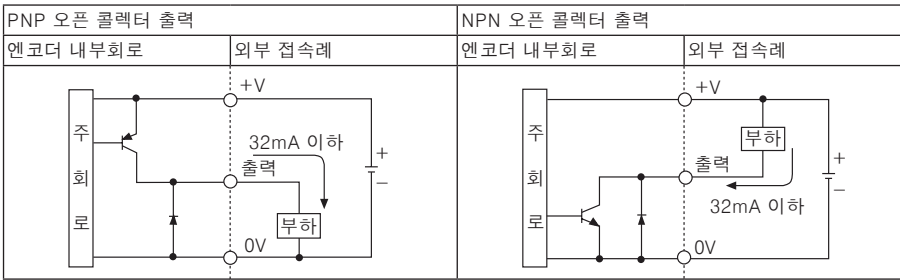 PNP 오픈 콜렉터 출력
엔코더 내부회로
외부 접속례
주회로
+V
32mA 이하
출력
부하
0V
+
−
NPN 오픈 콜렉터 출력
엔코더 내부회로
외부 접속례
주회로
+V
부하
출력
32mA 이하
0V
+
−